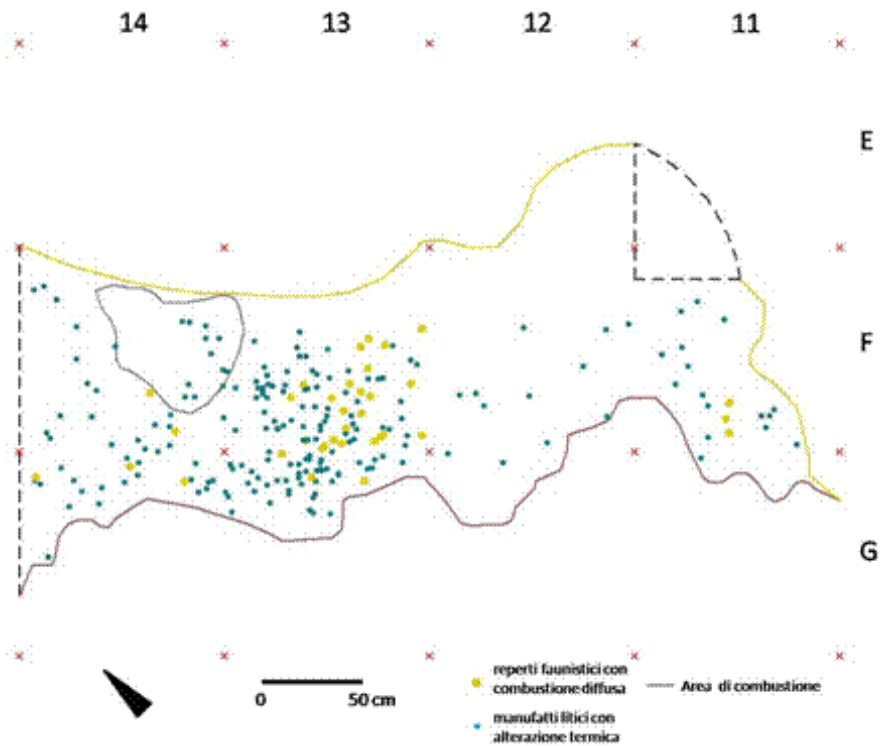 14 13 12 11
E
F
G
0 50 cm
reperti faunistici con
combustione diffusa
Area di combustione
manufatti litici con
alterazione termica